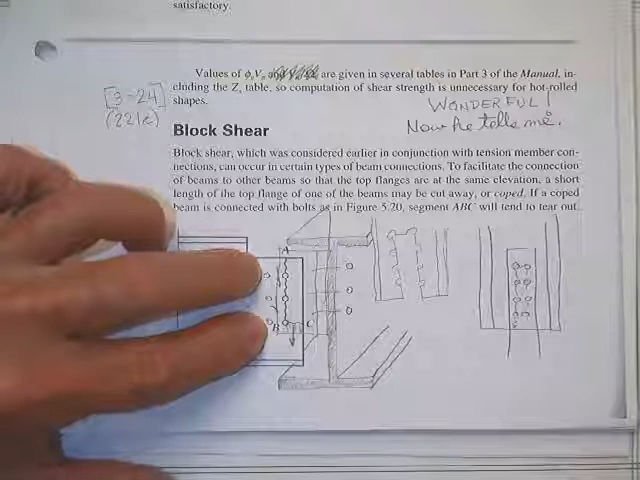 satisfactory.
Values of ϕᵥVₙ are given in several tables in Part 3 of the Manual, in-
cluding the Zₓ table, so computation of shear strength is unnecessary for hot-rolled
shapes.
WONDERFUL!
Now he tells me.
[3-24]
Block Shear
Block shear, which was considered earlier in conjunction with tension member con-
nections, can occur in certain types of beam connections. To facilitate the connection
of beams to other beams so that the top flanges are at the same elevation, a short
length of the top flange of one of the beams may be cut away, or coped. If a coped
beam is connected with bolts as in Figure 5.20, segment ABC will tend to tear out.
A
B
C